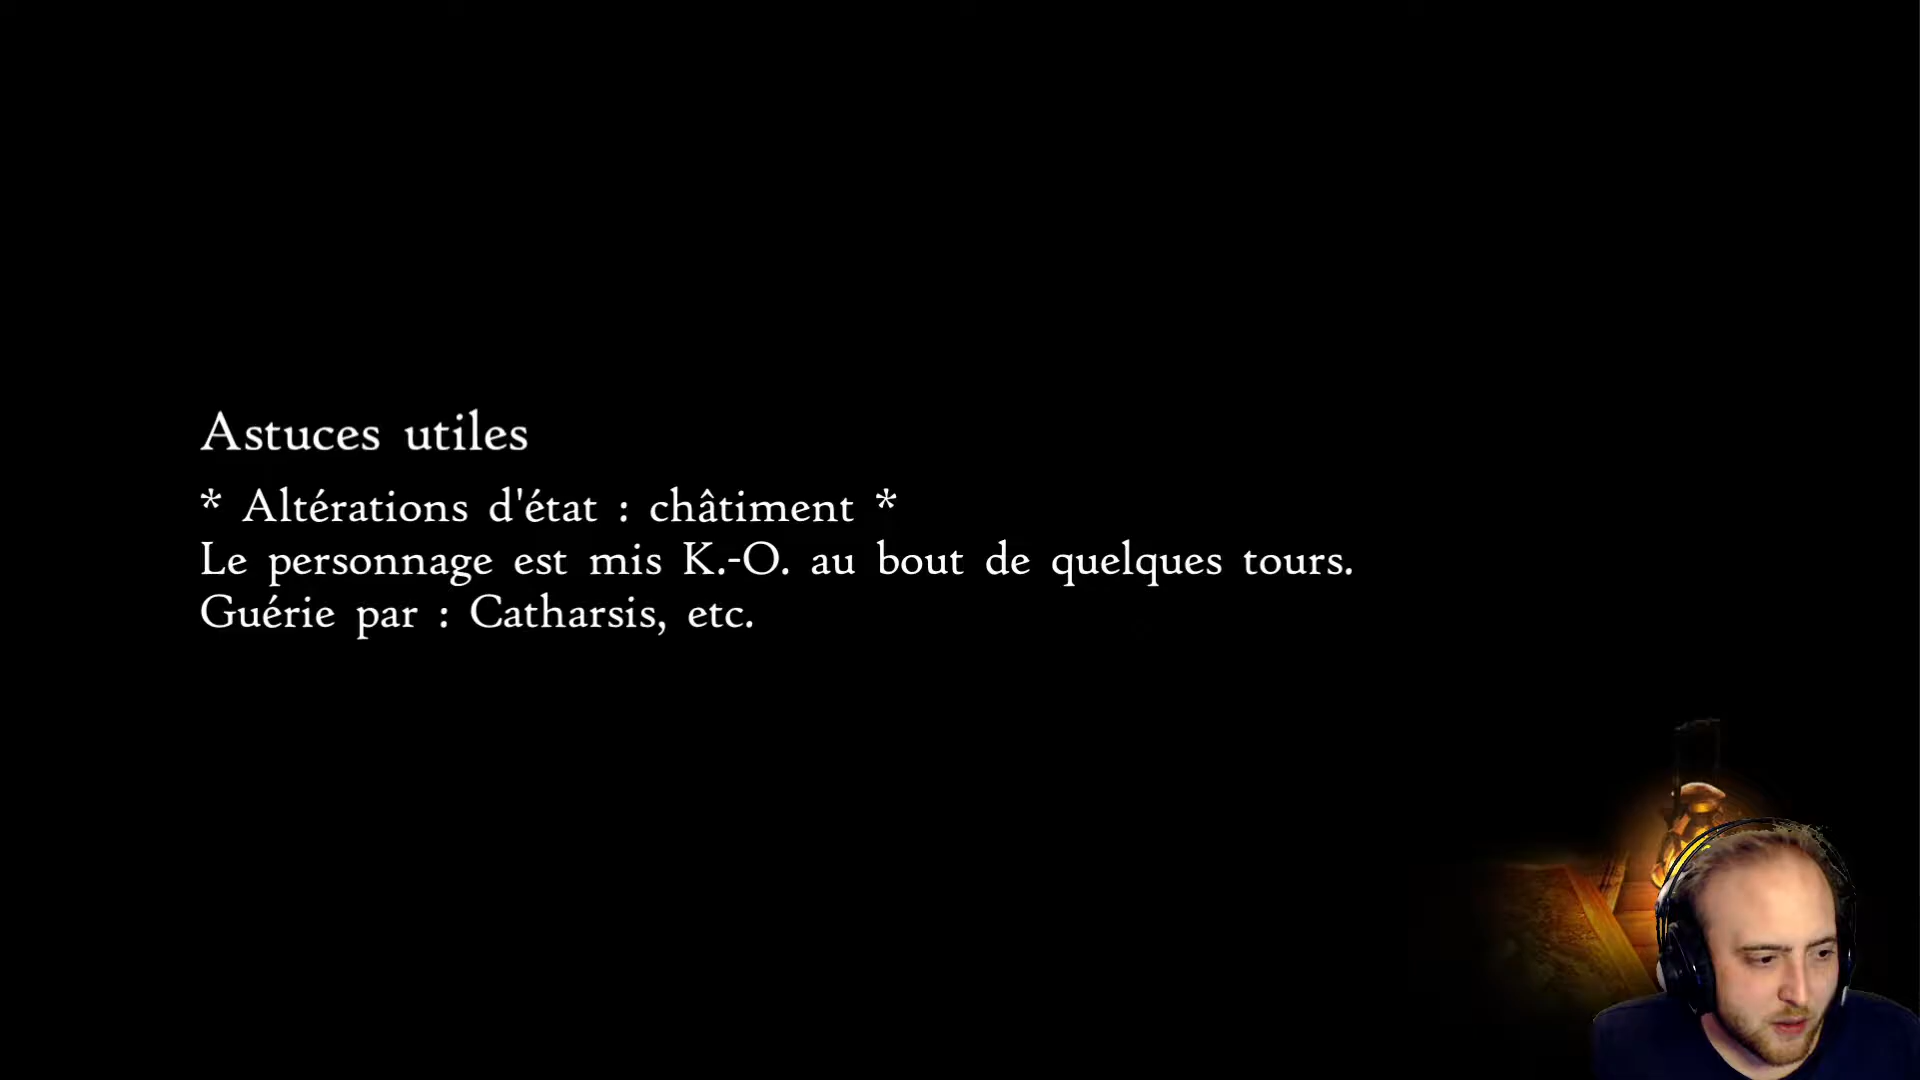 Astuces utiles
* Altérations d'état : châtiment *
Le personnage est mis K.-O. au bout de quelques tours.
Guérie par : Catharsis, etc.